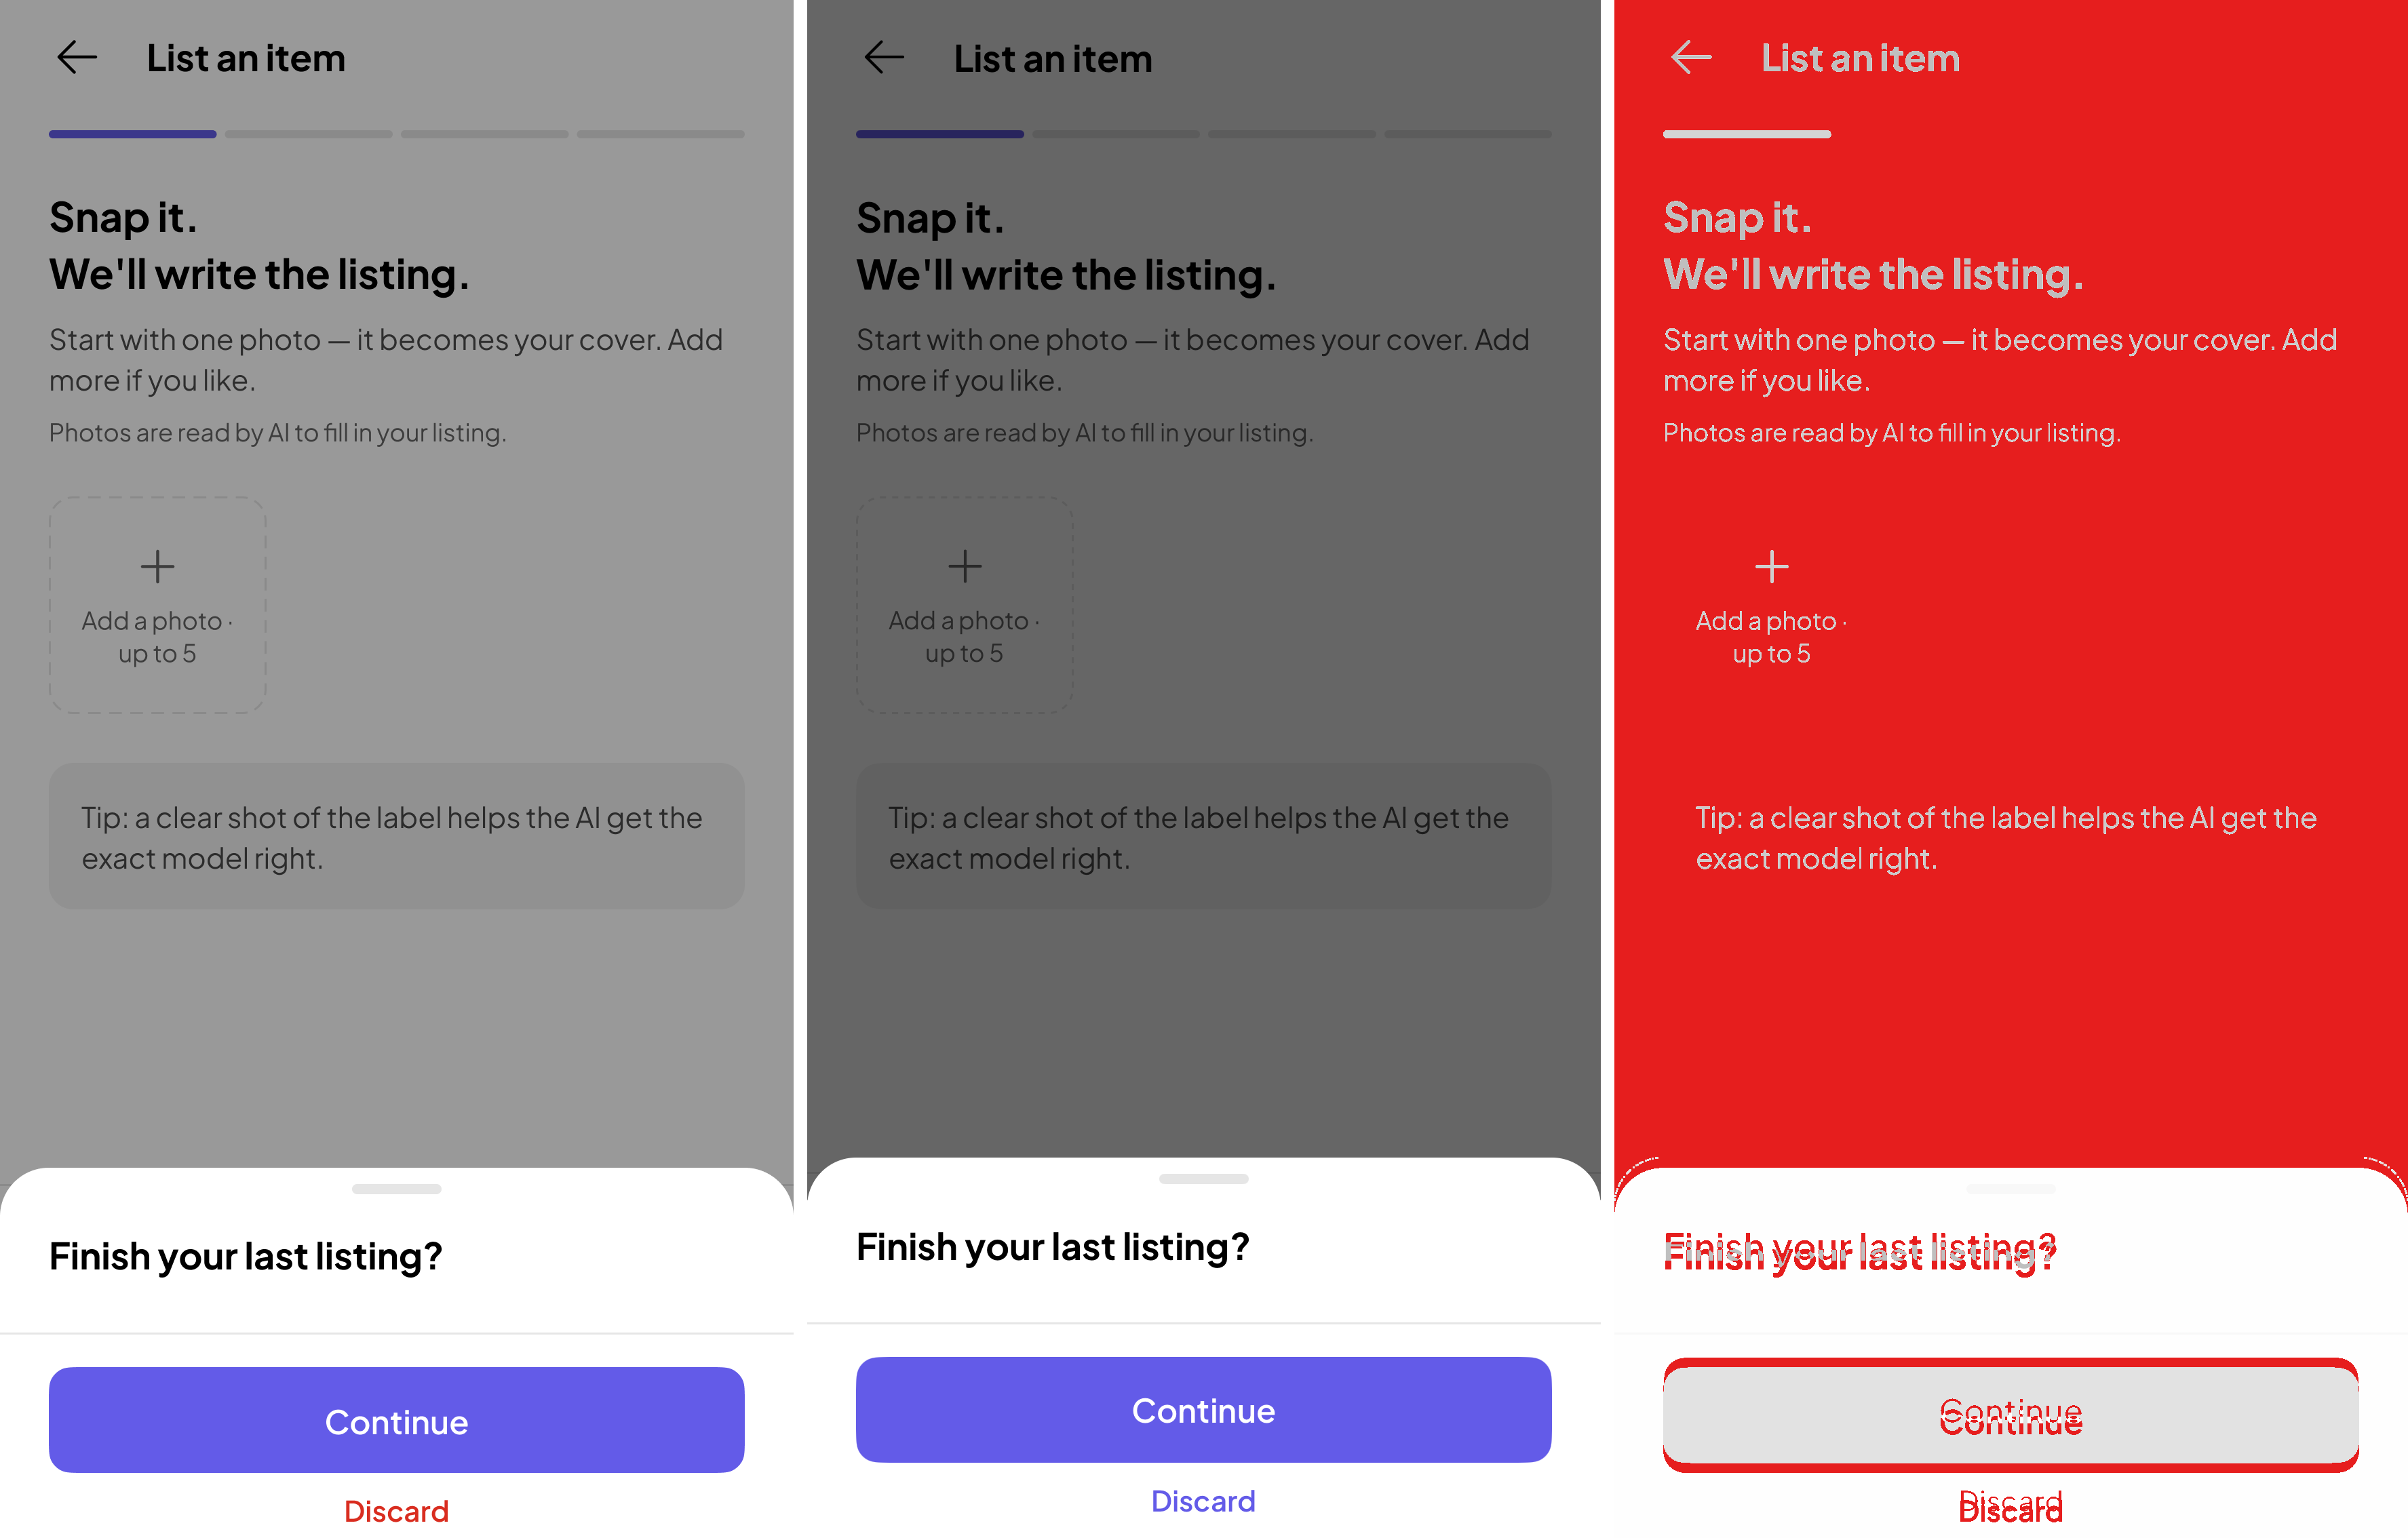 List an item
Snap it.
We'll write the listing.
Start with one photo — it becomes your cover. Add
more if you like.
Photos are read by AI to fill in your listing.
Add a photo ·
up to 5
Tip: a clear shot of the label helps the AI get the
exact model right.
Finish your last listing?
Continue
Discard
List an item
Snap it.
We'll write the listing.
Start with one photo — it becomes your cover. Add
more if you like.
Photos are read by AI to fill in your listing.
Add a photo ·
up to 5
Tip: a clear shot of the label helps the AI get the
exact model right.
Finish your last listing?
Continue
Discard
List an item
Snap it.
We'll write the listing.
Start with one photo — it becomes your cover. Add
more if you like.
Photos are read by AI to fill in your listing.
Add a photo ·
up to 5
Tip: a clear shot of the label helps the AI get the
exact model right.
Finish your last listing?
Continue
Discard